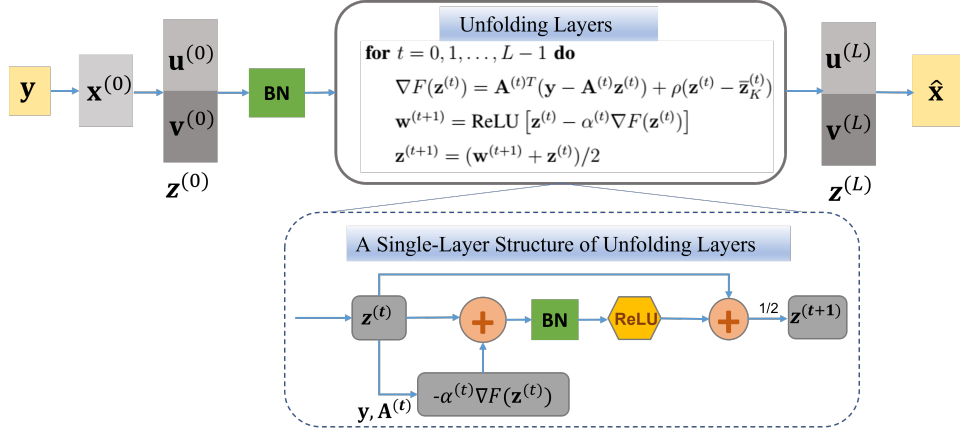 y
x⁽⁰⁾
u⁽⁰⁾
v⁽⁰⁾
z⁽⁰⁾
BN
Unfolding Layers
for t = 0, 1, . . . , L − 1 do
∇F(z⁽ᵗ⁾) = A⁽ᵗ⁾ᵀ(y − A⁽ᵗ⁾z⁽ᵗ⁾) + ρ(z⁽ᵗ⁾ − z̅_K⁽ᵗ⁾)
w⁽ᵗ⁺¹⁾ = ReLU [z⁽ᵗ⁾ − α⁽ᵗ⁾∇F(z⁽ᵗ⁾)]
z⁽ᵗ⁺¹⁾ = (w⁽ᵗ⁺¹⁾ + z⁽ᵗ⁾)/2
u⁽ᴸ⁾
v⁽ᴸ⁾
z⁽ᴸ⁾
x̂
A Single-Layer Structure of Unfolding Layers
z⁽ᵗ⁾
+
BN
ReLU
+
1/2
z⁽ᵗ⁺¹⁾
y, A⁽ᵗ⁾
-α⁽ᵗ⁾∇F(z⁽ᵗ⁾)